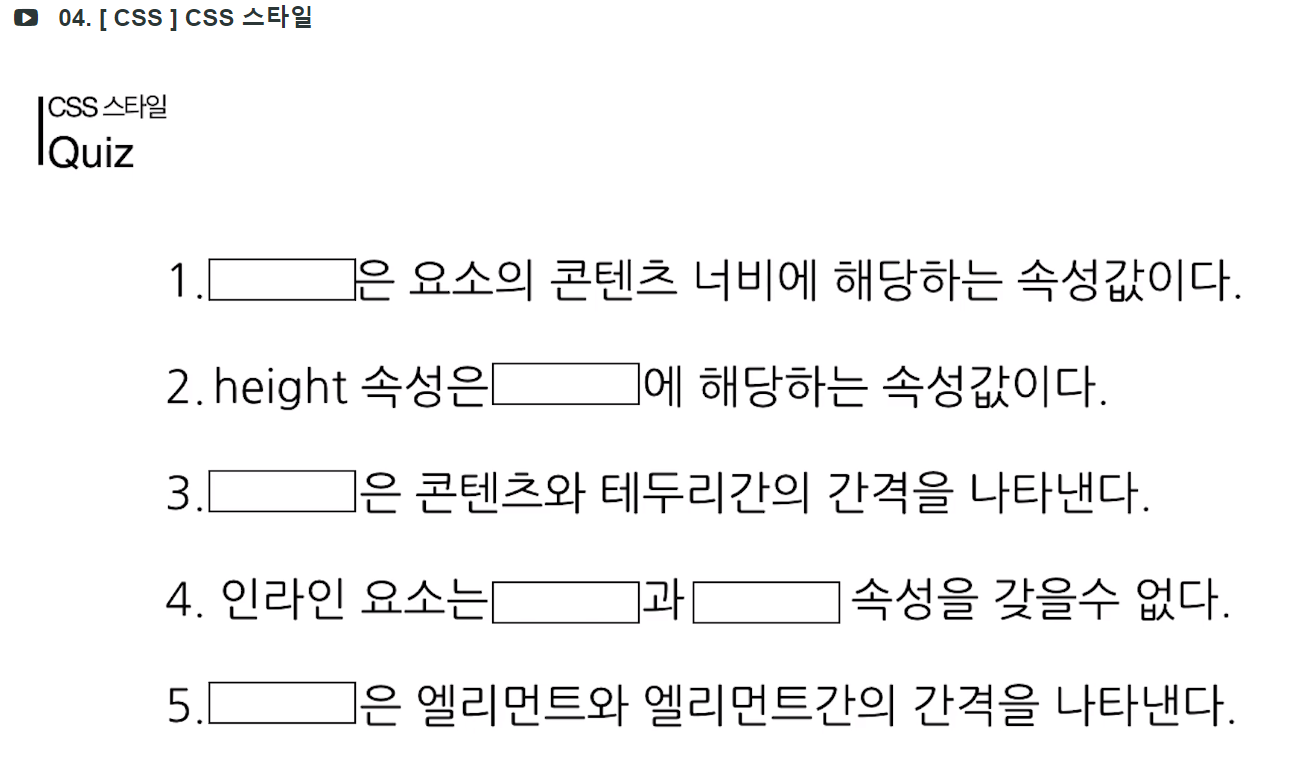 04. [ CSS ] CSS 스타일
CSS 스타일
Quiz
1. 은 요소의 콘텐츠 너비에 해당하는 속성값이다.
2. height 속성은 에 해당하는 속성값이다.
3. 은 콘텐츠와 테두리간의 간격을 나타낸다.
4. 인라인 요소는 과 속성을 갖을수 없다.
5. 은 엘리먼트와 엘리먼트간의 간격을 나타낸다.